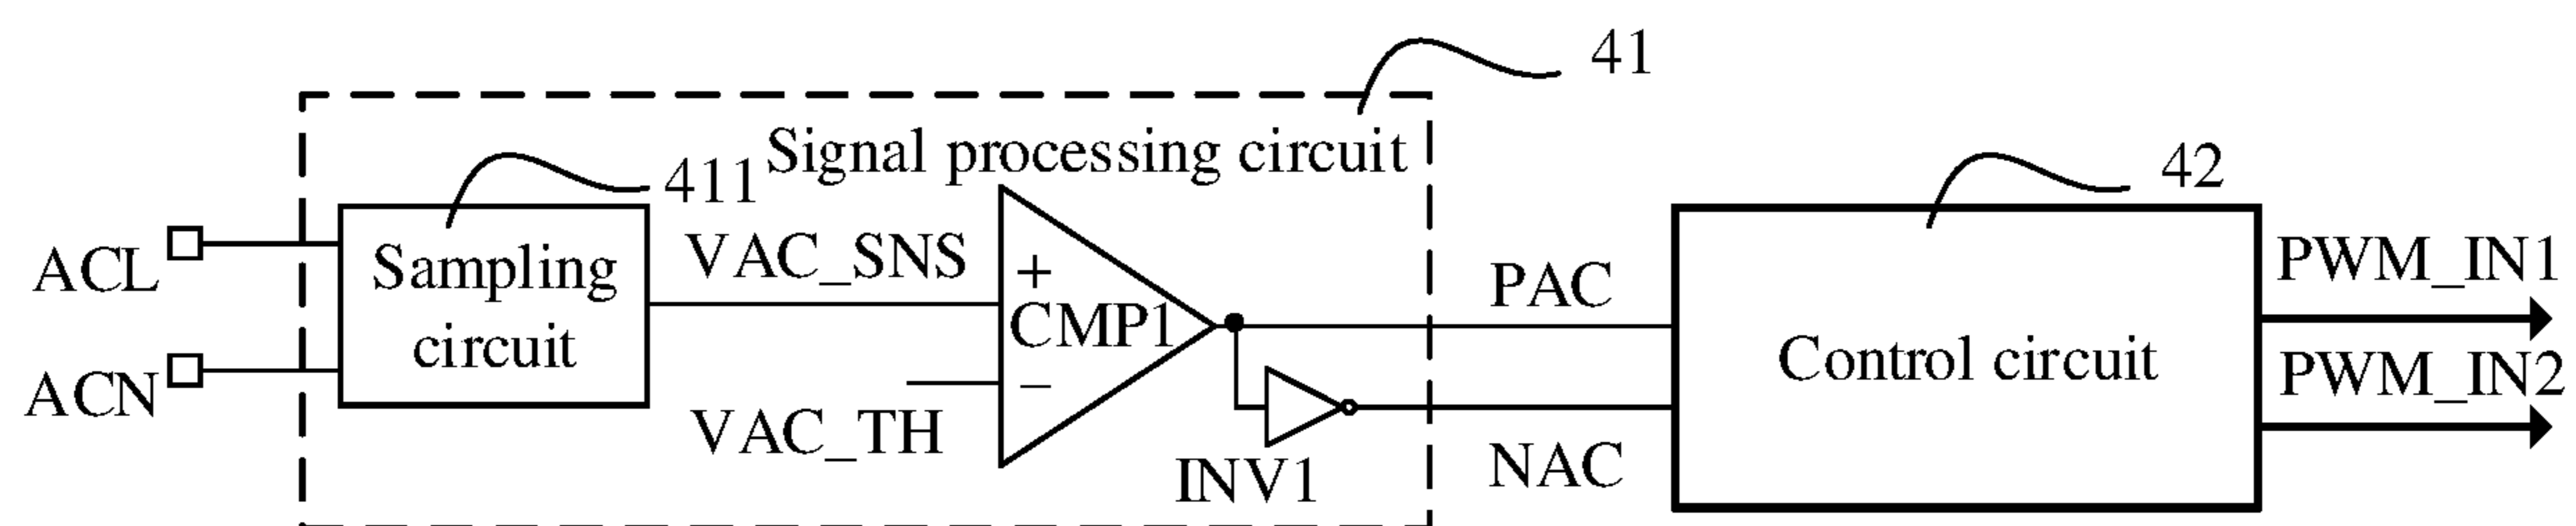 41
Signal processing circuit
411
42
ACL
Sampling
circuit
VAC_SNS
+
CMP1
−
PAC
PWM_IN1
Control circuit
PWM_IN2
ACN
VAC_TH
INV1
NAC